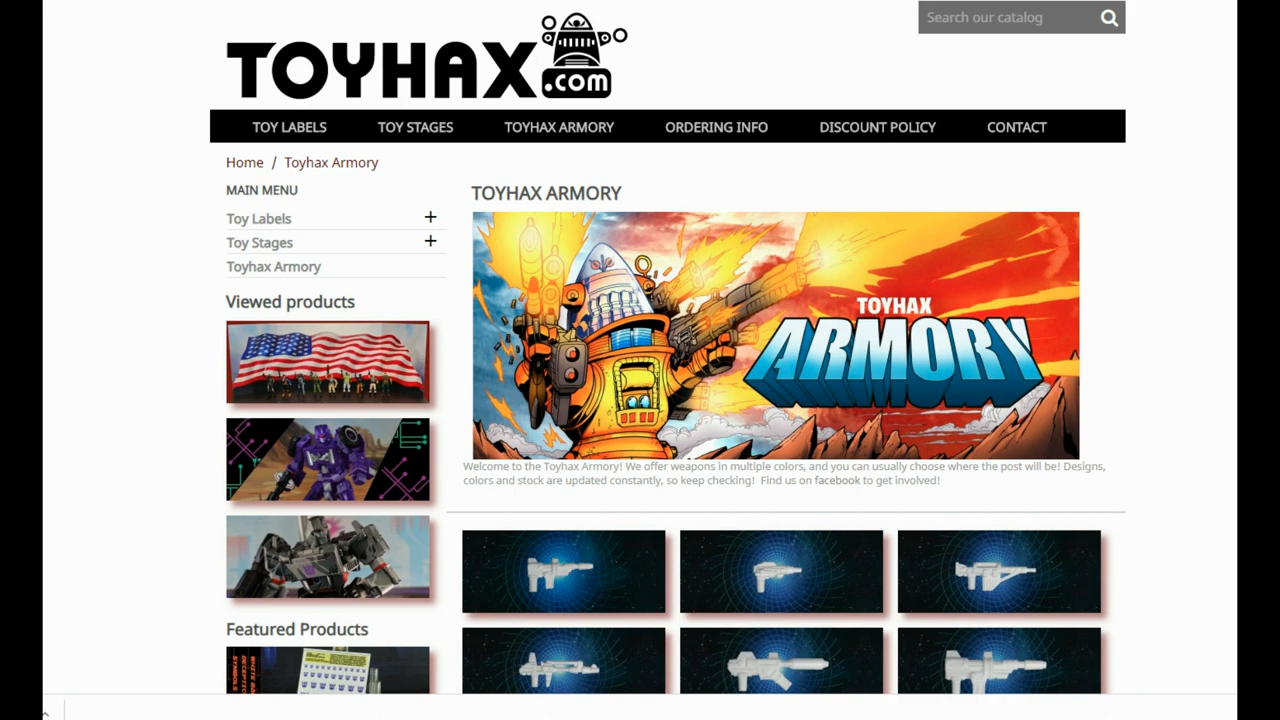 Search our catalog
TOYHAX
.com
TOY LABELS TOY STAGES TOYHAX ARMORY ORDERING INFO DISCOUNT POLICY CONTACT
Home / Toyhax Armory
MAIN MENU
Toy Labels +
Toy Stages +
Toyhax Armory
Viewed products
Featured Products
TOYHAX ARMORY
TOYHAX
ARMORY
Welcome to the Toyhax Armory! We offer weapons in multiple colors, and you can usually choose where the post will be! Designs,
colors and stock are updated constantly, so keep checking! Find us on facebook to get involved!